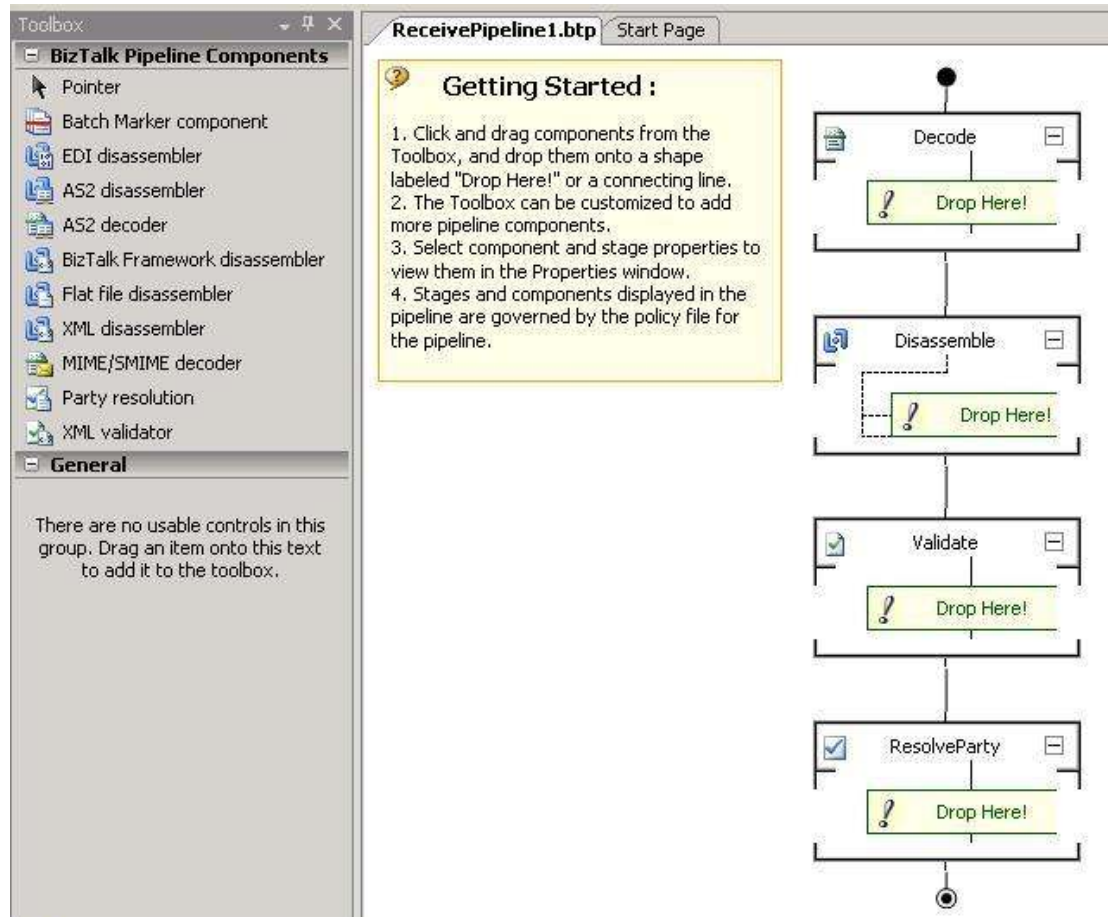 Toolbox
BizTalk Pipeline Components
Pointer
Batch Marker component
EDI disassembler
AS2 disassembler
AS2 decoder
BizTalk Framework disassembler
Flat file disassembler
XML disassembler
MIME/SMIME decoder
Party resolution
XML validator
General
There are no usable controls in this
group. Drag an item onto this text
to add it to the toolbox.
ReceivePipeline1.btp
Start Page
Getting Started :
1. Click and drag components from the
Toolbox, and drop them onto a shape
labeled "Drop Here!" or a connecting line.
2. The Toolbox can be customized to add
more pipeline components.
3. Select component and stage properties to
view them in the Properties window.
4. Stages and components displayed in the
pipeline are governed by the policy file for
the pipeline.
Decode
Drop Here!
Disassemble
Drop Here!
Validate
Drop Here!
ResolveParty
Drop Here!